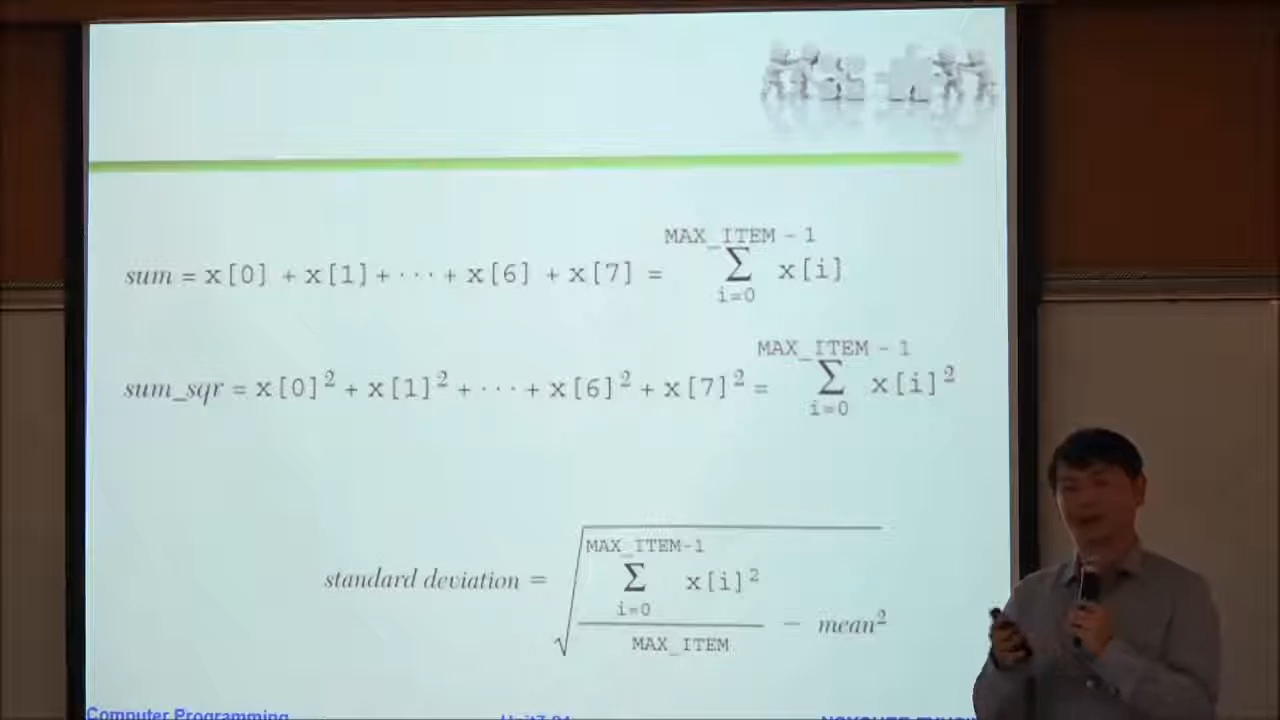 sum = x[0] + x[1] + · · · + x[6] + x[7] = MAX_ITEM - 1 Σ i=0 x[i]
sum_sqr = x[0]² + x[1]² + · · · + x[6]² + x[7]² = MAX_ITEM - 1 Σ i=0 x[i]²
MAX_ITEM-1
standard deviation = √ Σ x[i]²
i=0
− mean²
MAX_ITEM
Computer Programming